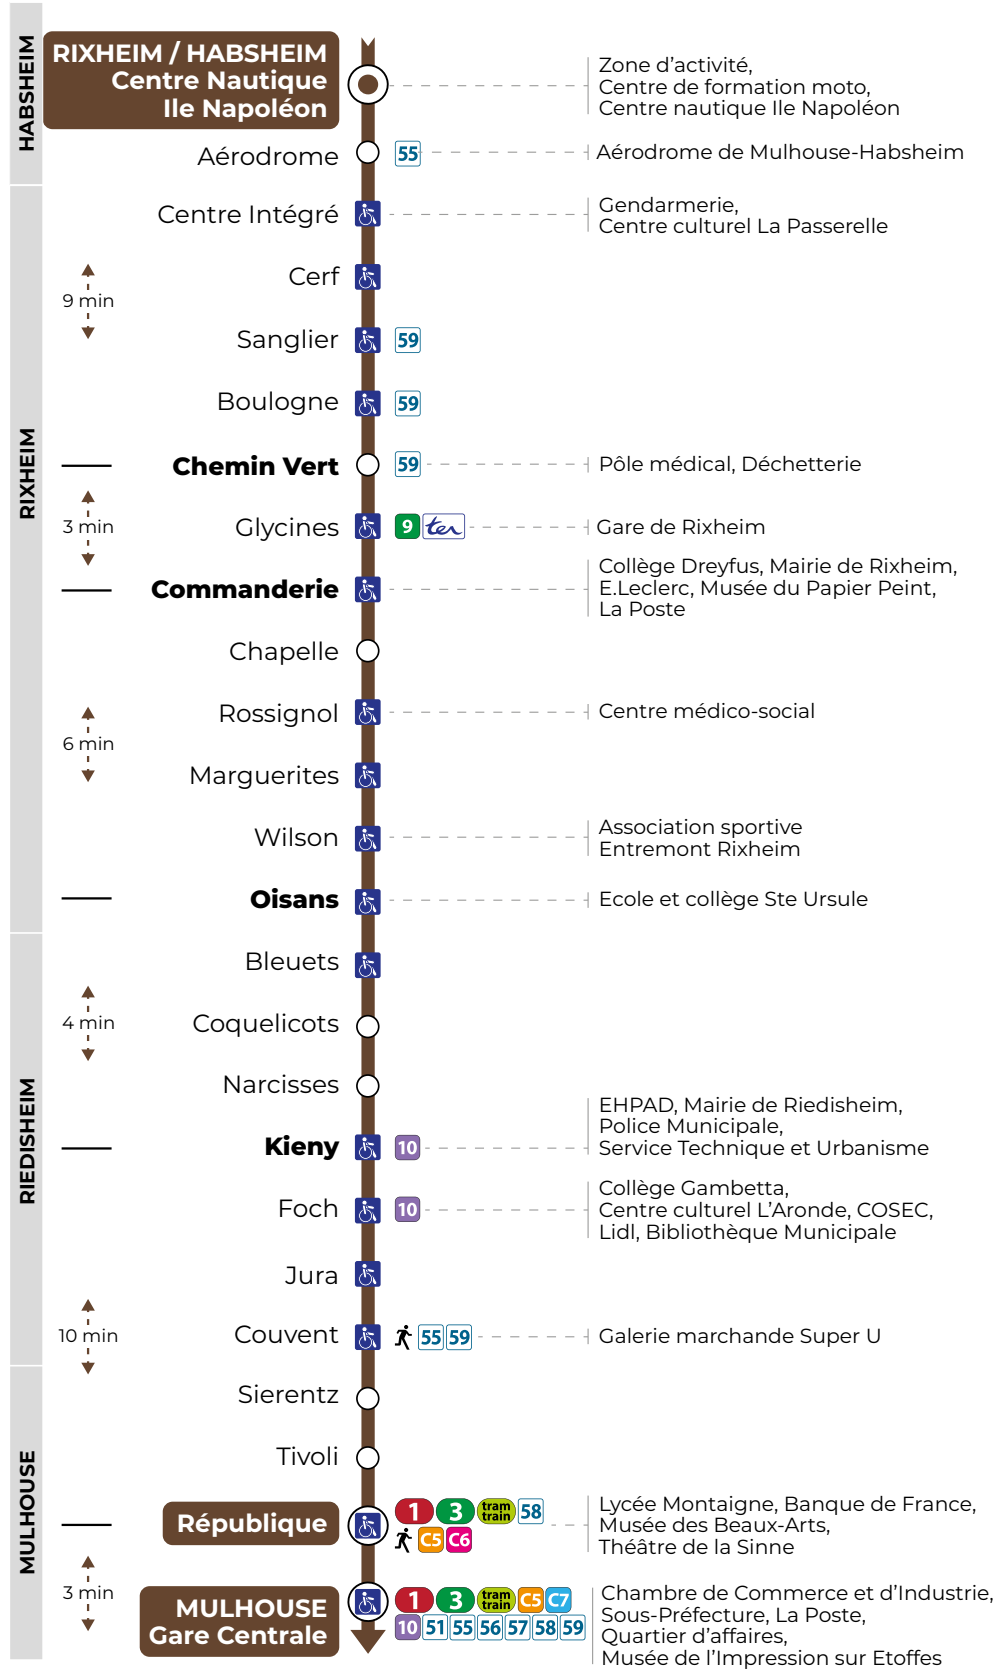 HABSHEIM
RIXHEIM / HABSHEIM
Centre Nautique
Ile Napoléon
Zone d’activité,
Centre de formation moto,
Centre nautique Ile Napoléon
Aérodrome
55
Aérodrome de Mulhouse-Habsheim
RIXHEIM
Centre Intégré
Gendarmerie,
Centre culturel La Passerelle
Cerf
9 min
Sanglier
59
Boulogne
59
Chemin Vert
59
Pôle médical, Déchetterie
3 min
Glycines
9 ter
Gare de Rixheim
Commanderie
Collège Dreyfus, Mairie de Rixheim,
E.Leclerc, Musée du Papier Peint,
La Poste
Chapelle
Rossignol
Centre médico-social
6 min
Marguerites
Wilson
Association sportive
Entremont Rixheim
Oisans
Ecole et collège Ste Ursule
RIEDISHEIM
Bleuets
4 min
Coquelicots
Narcisses
Kieny
10
EHPAD, Mairie de Riedisheim,
Police Municipale,
Service Technique et Urbanisme
Foch
10
Collège Gambetta,
Centre culturel L’Aronde, COSEC,
Lidl, Bibliothèque Municipale
Jura
10 min
Couvent
55 59
Galerie marchande Super U
MULHOUSE
Sierentz
Tivoli
République
1 3 tram train 58
C5 C6
Lycée Montaigne, Banque de France,
Musée des Beaux-Arts,
Théâtre de la Sinne
3 min
MULHOUSE
Gare Centrale
1 3 tram train C5 C7
10 51 55 56 57 58 59
Chambre de Commerce et d’Industrie,
Sous-Préfecture, La Poste,
Quartier d’affaires,
Musée de l’Impression sur Etoffes